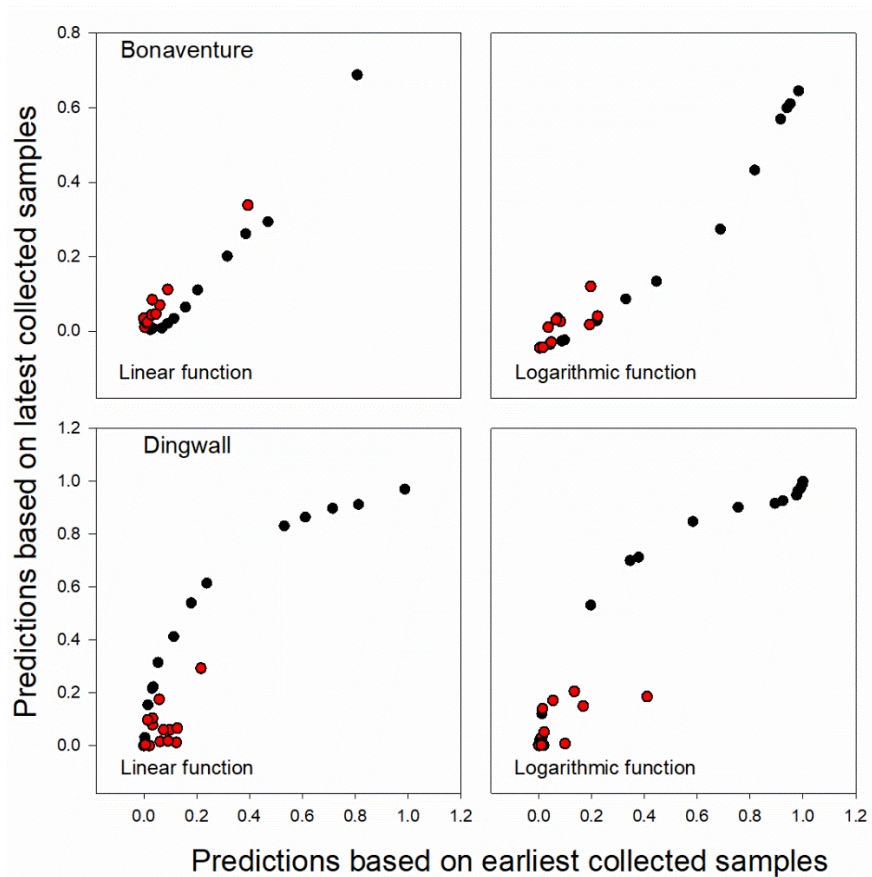 Predictions based on latest collected samples
0.8
0.6
0.4
0.2
0.0
Bonaventure
Linear function
Logarithmic function
1.2
1.0
0.8
0.6
0.4
0.2
0.0
Dingwall
Linear function
Logarithmic function
0.0 0.2 0.4 0.6 0.8 1.0 1.2
0.0 0.2 0.4 0.6 0.8 1.0 1.2
Predictions based on earliest collected samples